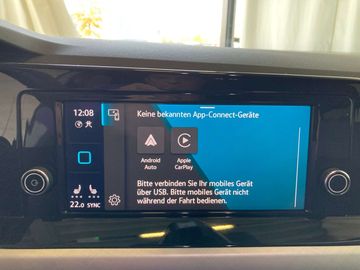 12:08
Keine bekannten App-Connect-Geräte
Android
Auto
Apple
CarPlay
Bitte verbinden Sie Ihr mobiles Gerät
über USB. Bitte mobiles Gerät nicht
während der Fahrt bedienen.
22.0 SYNC